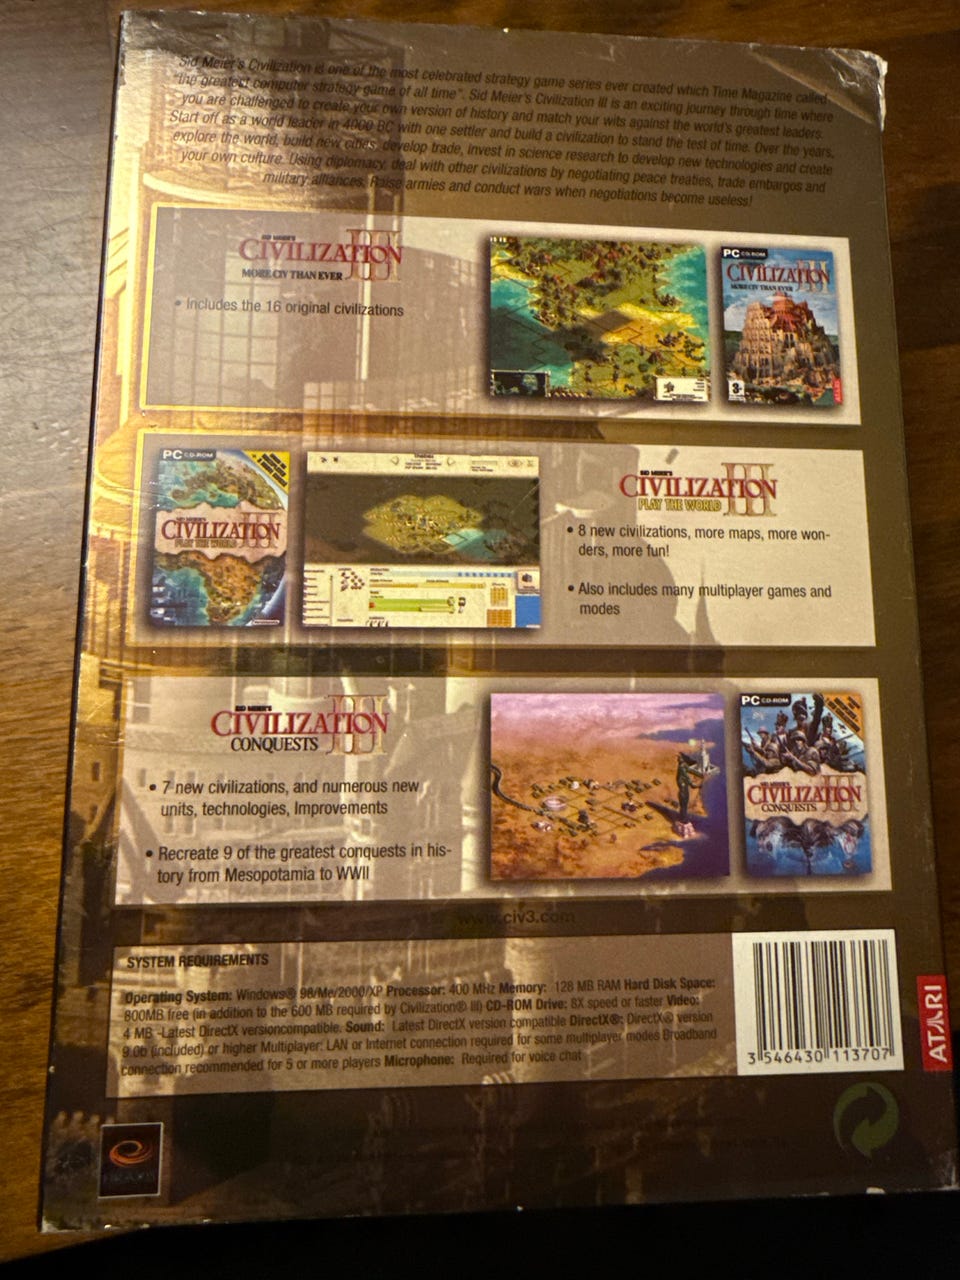 Sid Meier's Civilization is one of the most celebrated strategy game series ever created which Time Magazine called
"the greatest computer strategy game of all time". Sid Meier's Civilization III is an exciting journey through time where
you are challenged to create your own version of history and match your wits against the world's greatest leaders.
Start off as a world leader in 4000 BC with one settler and build a civilization to stand the test of time. Over the years,
explore the world, build new cities, develop trade, invest in science research to develop new technologies and create
your own culture. Using diplomacy, deal with other civilizations by negotiating peace treaties, trade embargos and
military alliances. Raise armies and conduct wars when negotiations become useless!
SID MEIER'S
CIVILIZATION III
MORE CIV THAN EVER
• Includes the 16 original civilizations
PC CD-ROM
CIVILIZATION III
MORE CIV THAN EVER
3+
ATARI
PC CD-ROM
SID MEIER'S
CIVILIZATION III
PLAY THE WORLD
SID MEIER'S
CIVILIZATION III
PLAY THE WORLD
• 8 new civilizations, more maps, more won-
ders, more fun!
• Also includes many multiplayer games and
modes
SID MEIER'S
CIVILIZATION III
CONQUESTS
• 7 new civilizations, and numerous new
units, technologies, Improvements
• Recreate 9 of the greatest conquests in his-
tory from Mesopotamia to WWII
PC CD-ROM
SID MEIER'S
CIVILIZATION III
CONQUESTS
www.civ3.com
SYSTEM REQUIREMENTS
Operating System: Windows® 98/Me/2000/XP Processor: 400 MHz Memory: 128 MB RAM Hard Disk Space:
800MB free (in addition to the 600 MB required by Civilization® III) CD-ROM Drive: 8X speed or faster Video:
4 MB -Latest DirectX versioncompatible. Sound: Latest DirectX version compatible DirectX®: DirectX® version
9.0b (included) or higher Multiplayer: LAN or Internet connection required for some multiplayer modes Broadband
connection recommended for 5 or more players Microphone: Required for voice chat
3 546430 113707
ATARI
FIRAXIS